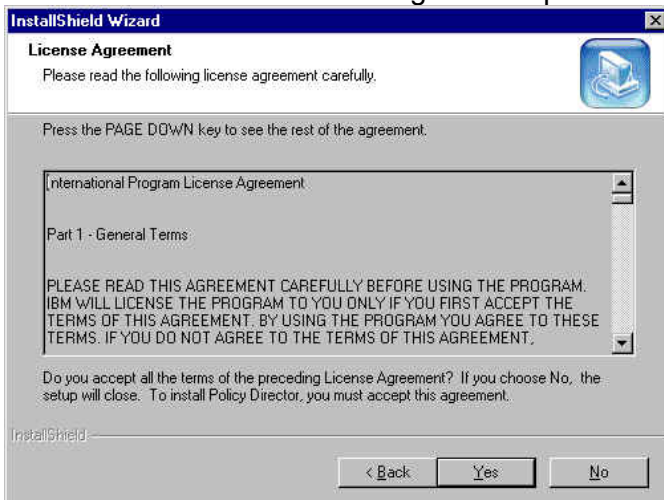 InstallShield Wizard
License Agreement
Please read the following license agreement carefully.
Press the PAGE DOWN key to see the rest of the agreement.
International Program License Agreement
Part 1 - General Terms
PLEASE READ THIS AGREEMENT CAREFULLY BEFORE USING THE PROGRAM.
IBM WILL LICENSE THE PROGRAM TO YOU ONLY IF YOU FIRST ACCEPT THE
TERMS OF THIS AGREEMENT. BY USING THE PROGRAM YOU AGREE TO THESE
TERMS. IF YOU DO NOT AGREE TO THE TERMS OF THIS AGREEMENT,
Do you accept all the terms of the preceding License Agreement? If you choose No, the
setup will close. To install Policy Director, you must accept this agreement.
InstallShield
< Back Yes No